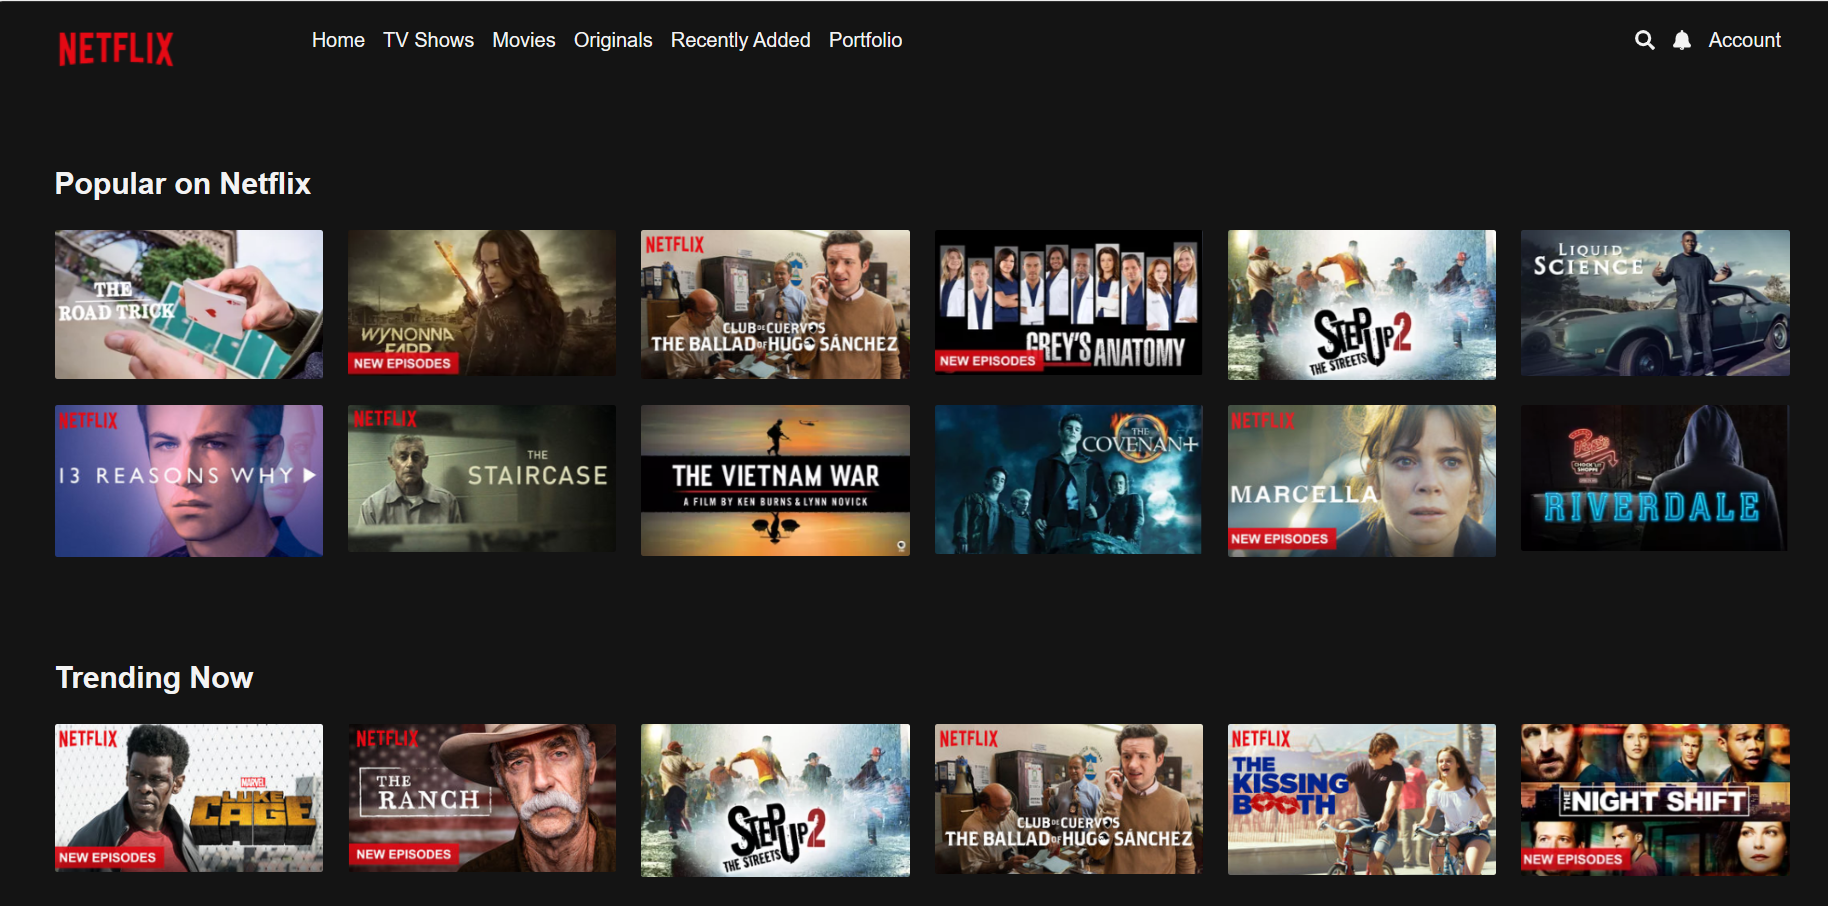 NETFLIX
Home TV Shows Movies Originals Recently Added Portfolio
Account
Popular on Netflix
THE
ROAD TRICK
WYNONNA
EARP
NEW EPISODES
NETFLIX
CLUB DE CUERVOS
THE BALLAD OF HUGO SÁNCHEZ
NEW EPISODES
GREY'S ANATOMY
STEP UP 2
THE STREETS
LIQUID
SCIENCE
NETFLIX
13 REASONS WHY
NETFLIX
THE
STAIRCASE
THE VIETNAM WAR
A FILM BY KEN BURNS & LYNN NOVICK
THE
COVENANT
NETFLIX
MARCELLA
NEW EPISODES
CHOCK'LIT
SHOPPE
RIVERDALE
Trending Now
NETFLIX
MARVEL
LUKE
CAGE
NEW EPISODES
NETFLIX
THE
RANCH
NEW EPISODES
STEP UP 2
THE STREETS
NETFLIX
CLUB DE CUERVOS
THE BALLAD OF HUGO SÁNCHEZ
NETFLIX
THE
KISSING
BOOTH
THE NIGHT SHIFT
NEW EPISODES